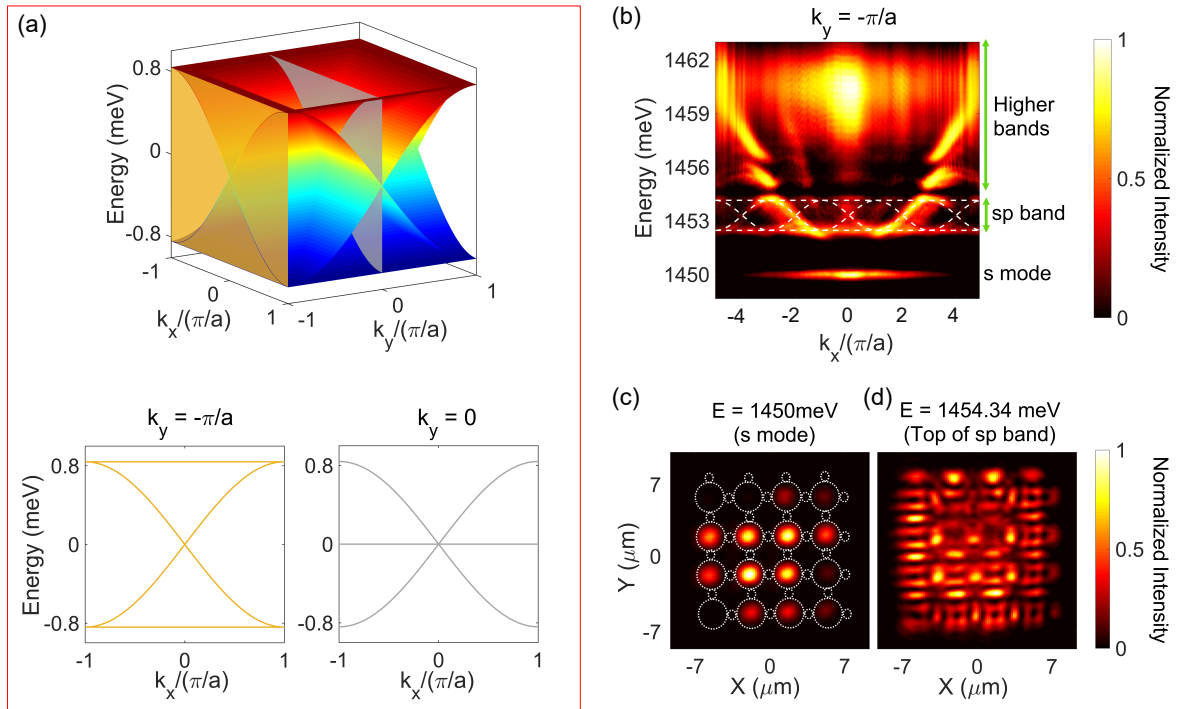 (a)
0.8
0
-0.8
Energy (meV)
-1
0
1
k_x/(π/a)
-1
0
1
k_y/(π/a)
k_y = -π/a
0.8
0
-0.8
Energy (meV)
-1
0
1
k_x/(π/a)
k_y = 0
0.8
0
-0.8
-1
0
1
k_x/(π/a)
(b)
k_y = -π/a
1462
1459
1456
1453
1450
Energy (meV)
-4
-2
0
2
4
k_x/(π/a)
Higher
bands
sp band
s mode
1
0.5
0
Normalized Intensity
(c)
E = 1450meV
(s mode)
7
0
-7
Y (μm)
-7
0
7
X (μm)
(d)
E = 1454.34 meV
(Top of sp band)
-7
0
7
X (μm)
1
0.5
0
Normalized Intensity